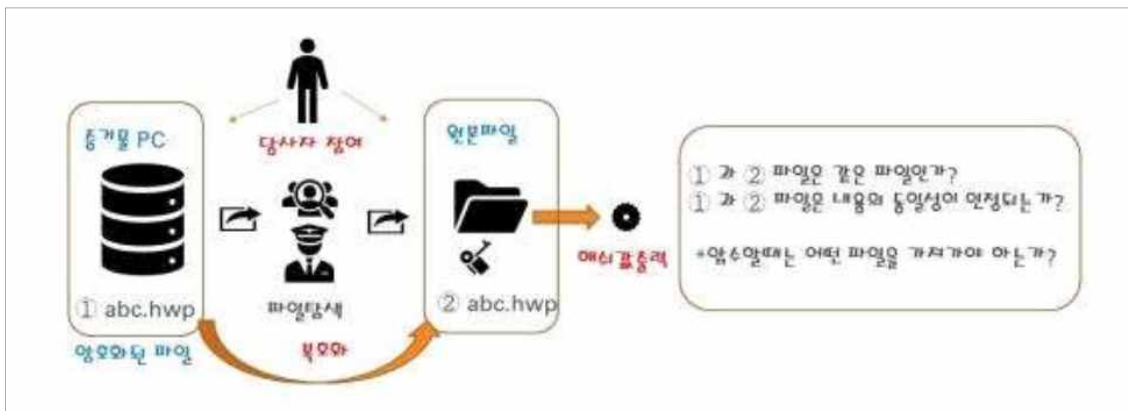 증거물 PC
① abc.hwp
암호화된 파일
당사자 참여
파일탐색
복호화
원본파일
② abc.hwp
해쉬값출력
① 과 ② 파일은 같은 파일인가?
① 과 ② 파일은 내용의 동일성이 인정되는가?
*압수할때는 어떤 파일을 가져가야 하는가?